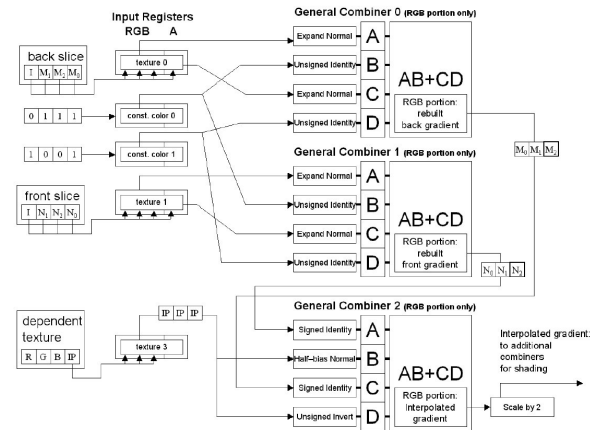 Input Registers
RGB A
General Combiner 0 (RGB portion only)
back slice
I M₁ M₂ M₀
texture 0
0 1 1 1
const. color 0
1 0 0 1
const. color 1
Expand Normal
A
Unsigned Identity
B
Expand Normal
C
Unsigned Identity
D
AB+CD
RGB portion:
rebuilt
back gradient
M₀ M₁ M₂
General Combiner 1 (RGB portion only)
front slice
I N₁ N₂ N₀
texture 1
Expand Normal
A
Unsigned Identity
B
Expand Normal
C
Unsigned Identity
D
AB+CD
RGB portion:
rebuilt
front gradient
N₀ N₁ N₂
General Combiner 2 (RGB portion only)
IP IP IP
dependent
texture
R G B IP
texture 3
Signed Identity
A
Half-bias Normal
B
Signed Identity
C
Unsigned Invert
D
AB+CD
RGB portion:
Interpolated
gradient
Scale by 2
Interpolated gradient:
to additional
combiners
for shading